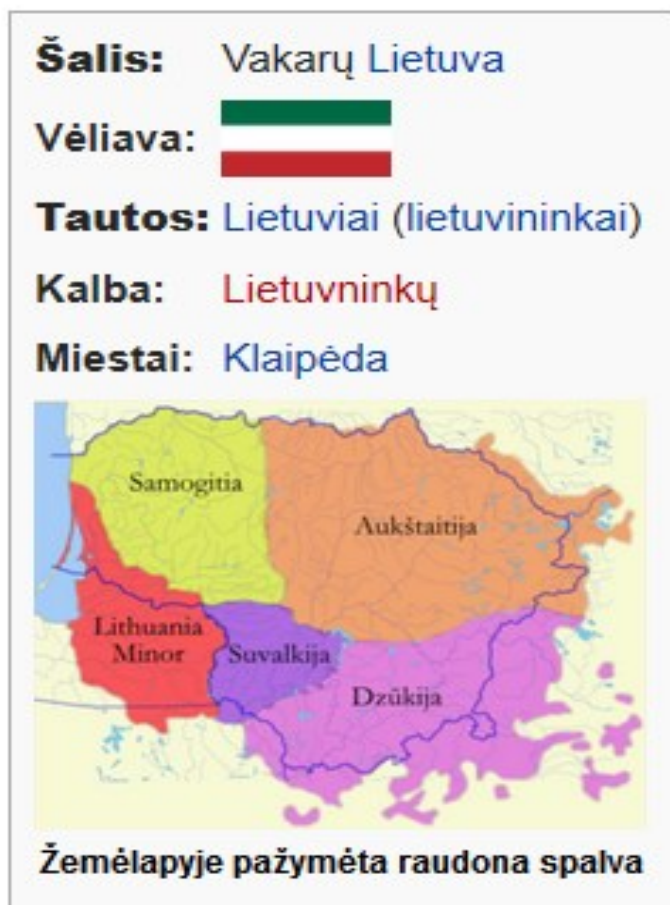 Šalis: Vakarų Lietuva
Vėliava:
Tautos: Lietuviai (lietuvininkai)
Kalba: Lietuvninkų
Miestai: Klaipėda
Samogitia
Aukštaitija
Lithuania
Minor
Suvalkija
Dzūkija
Žemėlapyje pažymėta raudona spalva